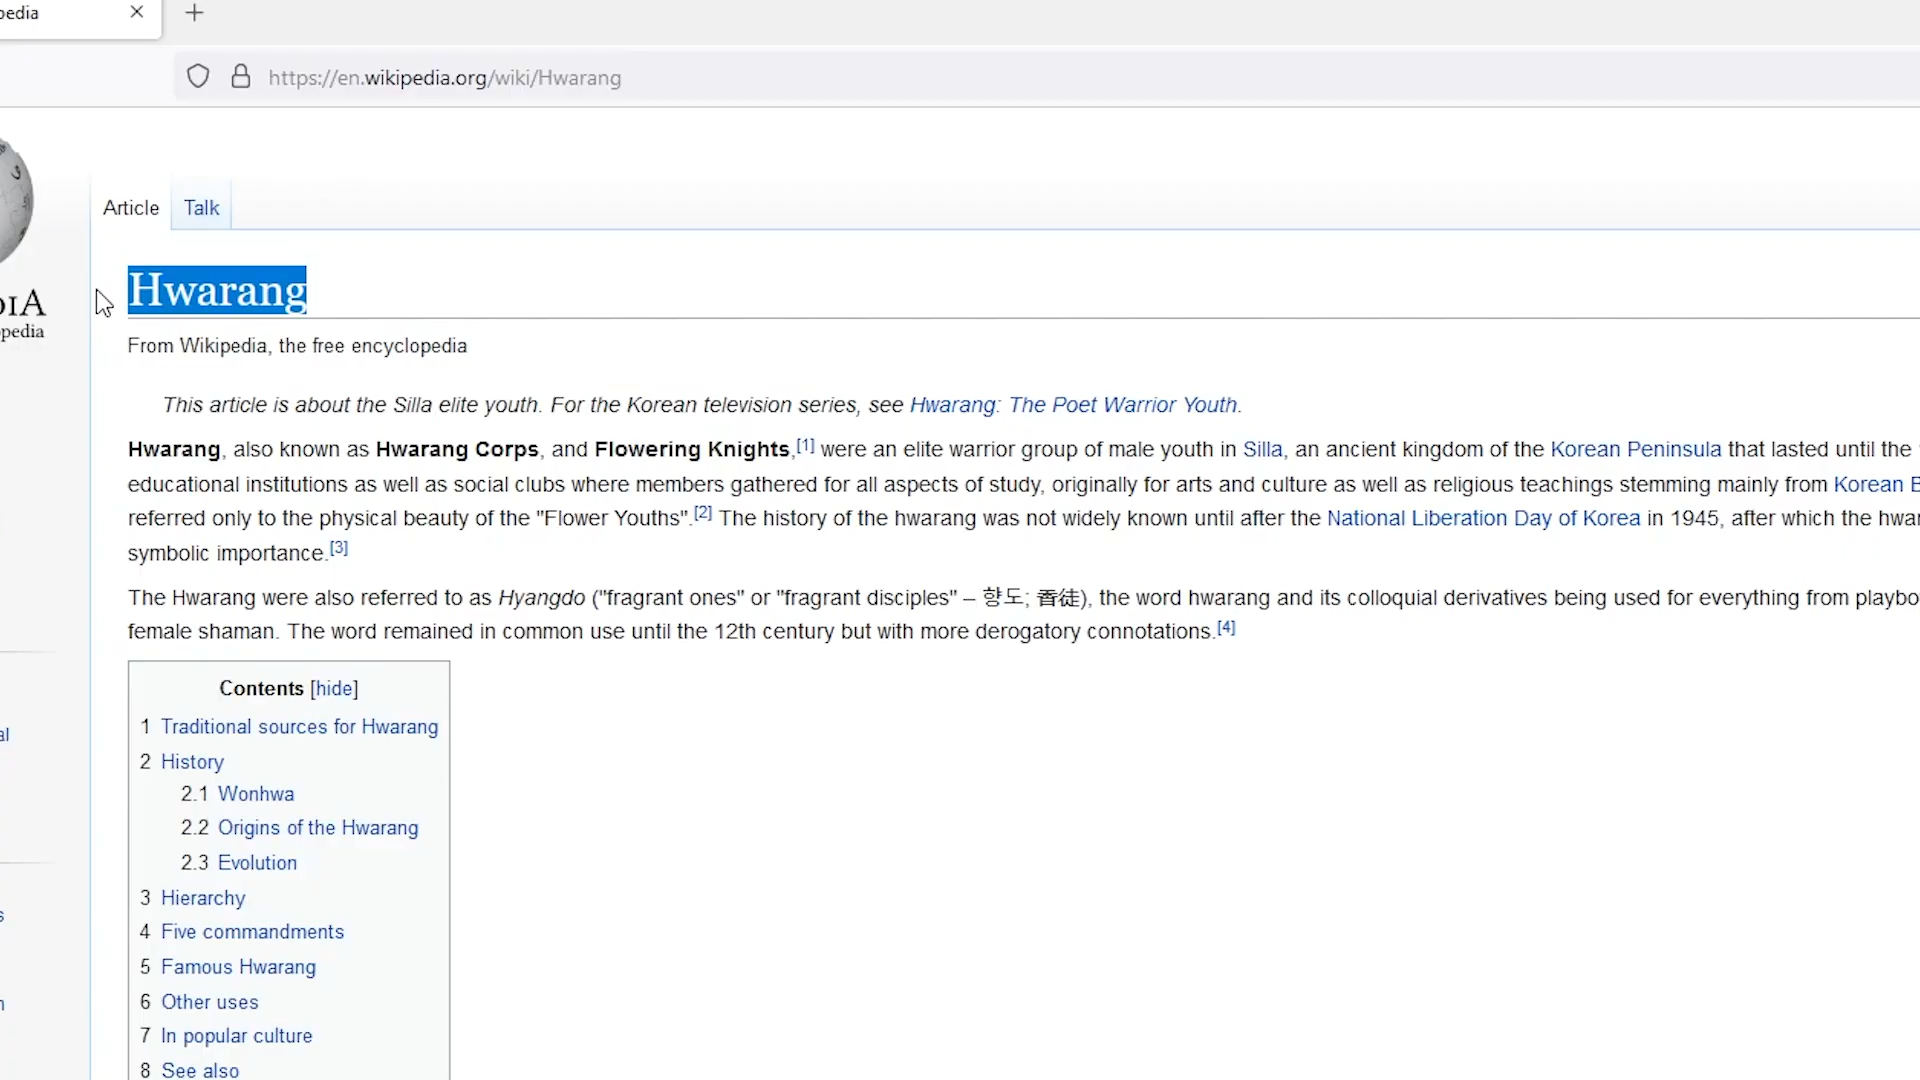 pedia
https://en.wikipedia.org/wiki/Hwarang
Article Talk
Hwarang
From Wikipedia, the free encyclopedia
This article is about the Silla elite youth. For the Korean television series, see Hwarang: The Poet Warrior Youth.
Hwarang, also known as Hwarang Corps, and Flowering Knights,[1] were an elite warrior group of male youth in Silla, an ancient kingdom of the Korean Peninsula that lasted until the
educational institutions as well as social clubs where members gathered for all aspects of study, originally for arts and culture as well as religious teachings stemming mainly from Korean B
referred only to the physical beauty of the "Flower Youths".[2] The history of the hwarang was not widely known until after the National Liberation Day of Korea in 1945, after which the hwar
symbolic importance.[3]
The Hwarang were also referred to as Hyangdo ("fragrant ones" or "fragrant disciples" – 향도; 香徒), the word hwarang and its colloquial derivatives being used for everything from playbo
female shaman. The word remained in common use until the 12th century but with more derogatory connotations.[4]
Contents [hide]
1 Traditional sources for Hwarang
2 History
2.1 Wonhwa
2.2 Origins of the Hwarang
2.3 Evolution
3 Hierarchy
4 Five commandments
5 Famous Hwarang
6 Other uses
7 In popular culture
8 See also